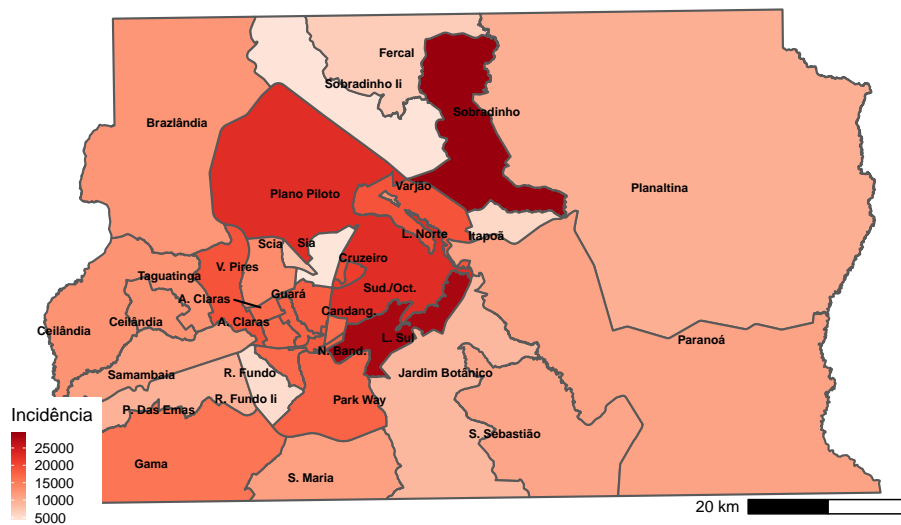 Fercal
Sobradinho Ii
Sobradinho
Brazlândia
Varjão
Planaltina
Plano Piloto
L. Norte
Itapoã
Scia
Sia
Cruzeiro
V. Pires
Taguatinga
Sud./Oct.
A. Claras
Guará
Candang.
Ceilândia
Ceilândia
A. Claras
L. Sul
Paranoá
N. Band.
Samambaia
R. Fundo
Jardim Botânico
R. Fundo Ii
Park Way
P. Das Emas
Incidência
S. Sebastião
Gama
S. Maria
25000
20000
15000
10000
5000
20 km